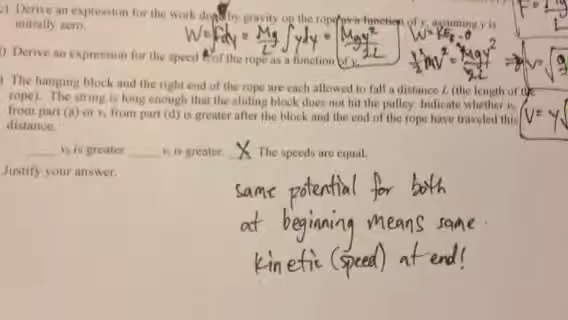 Derive an expression for the work done by gravity on the rope as a function of y, assuming y is F =
initially zero.
W = ∫Fdy = Mg/L ∫ydy = Mgy²/2L W = KE
Derive an expression for the speed of the rope as a function of y. ½mv² = Mgy²/2L ⇒ v = √
The hanging block and the right end of the rope are each allowed to fall a distance L (the length of the
rope). The string is long enough that the sliding block does not hit the pulley. Indicate whether
from part (a) or vr from part (d) is greater after the block and the end of the rope have traveled this V = y√
distance.
is greater is greater. X The speeds are equal.
Justify your answer.
same potential for both
at beginning means same
kinetic (speed) at end!